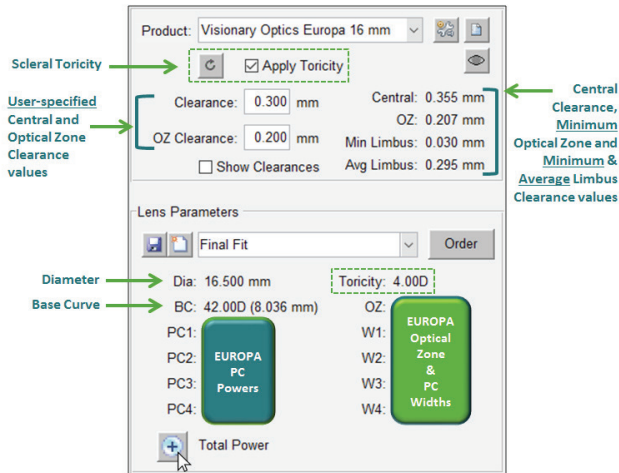 Product: Visionary Optics Europa 16 mm
Scleral Toricity
Apply Toricity
User-specified
Central and
Optical Zone
Clearance
values
Clearance: 0.300 mm
OZ Clearance: 0.200 mm
Show Clearances
Central: 0.355 mm
OZ: 0.207 mm
Min Limbus: 0.030 mm
Avg Limbus: 0.295 mm
Central
Clearance,
Minimum
Optical Zone and
Minimum &
Average Limbus
Clearance values
Lens Parameters
Final Fit
Order
Diameter
Dia: 16.500 mm
Toricity: 4.00D
Base Curve
BC: 42.00D (8.036 mm)
OZ:
PC1:
PC2:
PC3:
PC4:
EUROPA
PC
Powers
W1:
W2:
W3:
W4:
EUROPA
Optical
Zone
&
PC
Widths
Total Power